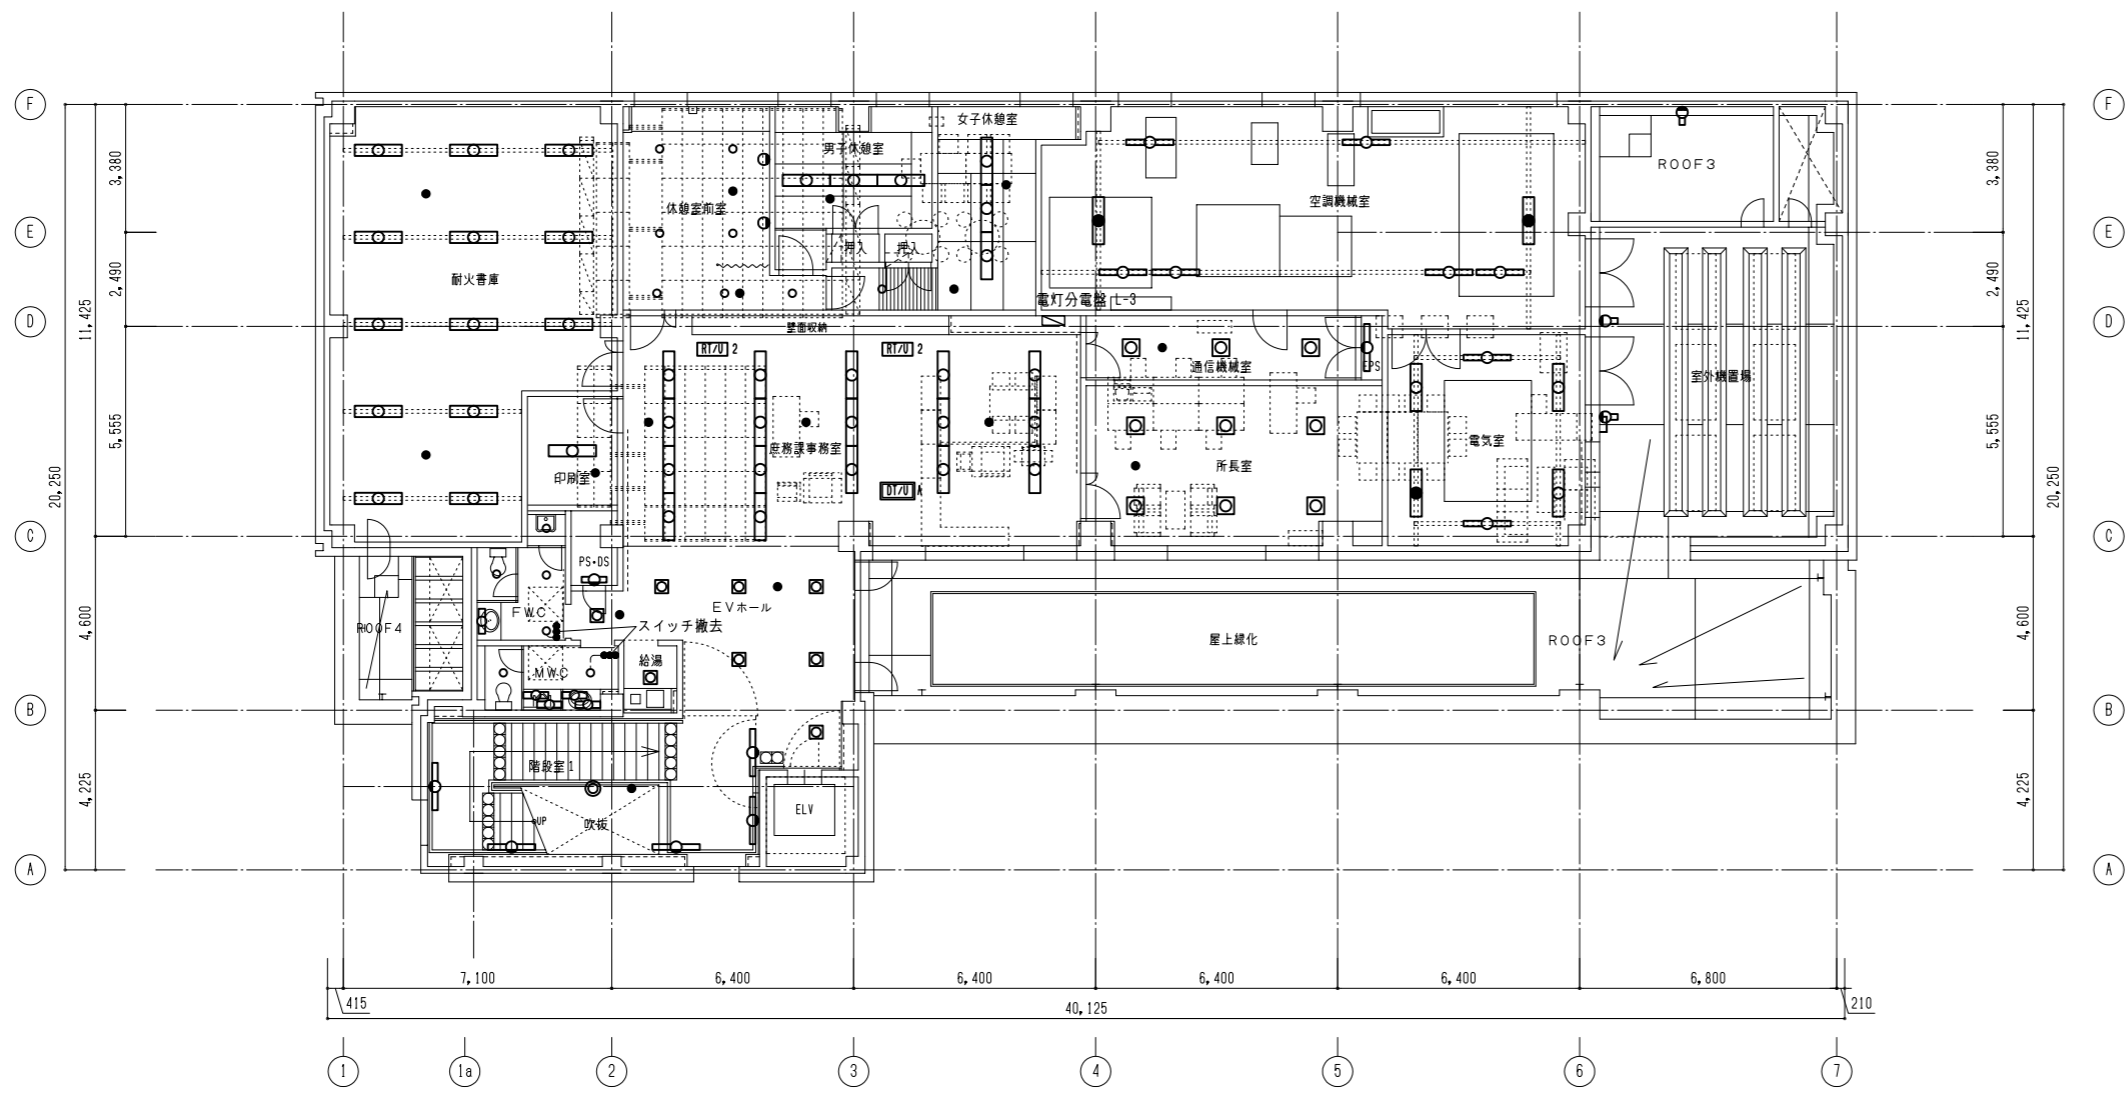 F
F
女子休憩室
男子休憩室
3,380
ROOF3
3,380
休憩室前室
空調機械室
E
E
押入
押入
耐火書庫
2,490
2,490
電灯分電盤 L-3
D
D
11,425
11,425
壁面収納
RT/U 2
RT/U 2
通信機械室
EPS
室外機置場
5,555
5,555
庶務課事務室
電気室
印刷室
所長室
20,250
20,250
DT/U A
C
C
PS・DS
FWC
EVホール
スイッチ撤去
ROOF4
屋上緑化
ROOF3
4,600
4,600
給湯
MWC
B
B
階段室1
4,225
4,225
UP
吹抜
ELV
A
A
7,100
6,400
6,400
6,400
6,400
6,800
415
40,125
210
1
1a
2
3
4
5
6
7